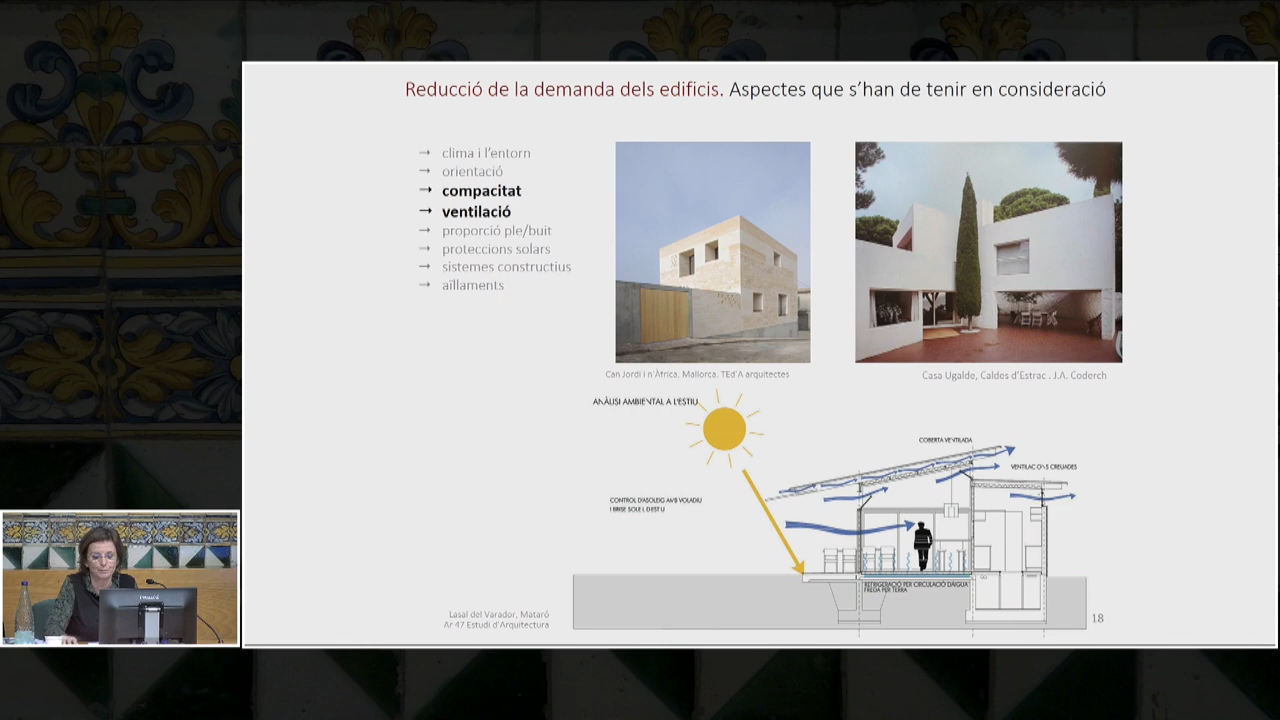 Reducció de la demanda dels edificis. Aspectes que s'han de tenir en consideració
→ clima i l'entorn
→ orientació
→ compacitat
→ ventilació
→ proporció ple/buit
→ proteccions solars
→ sistemes constructius
→ aïllaments
Can Jordi i n'Àfrica. Mallorca. TEd'A arquitectes
Casa Ugalde, Caldes d'Estrac . J.A. Coderch
ANÀLISI AMBIENTAL A L'ESTIU
COBERTA VENTILADA
VENTILACIONS CREUADES
CONTROL D'ASOLEIG AMB VOLADIU
I BRISE SOLEIL D'ESTIU
REFRIGERACIÓ PER CIRCULACIÓ D'AIGUA
FREDA PER TERRA
Lasal del Varador, Mataró
Ar 47 Estudi d'Arquitectura
18